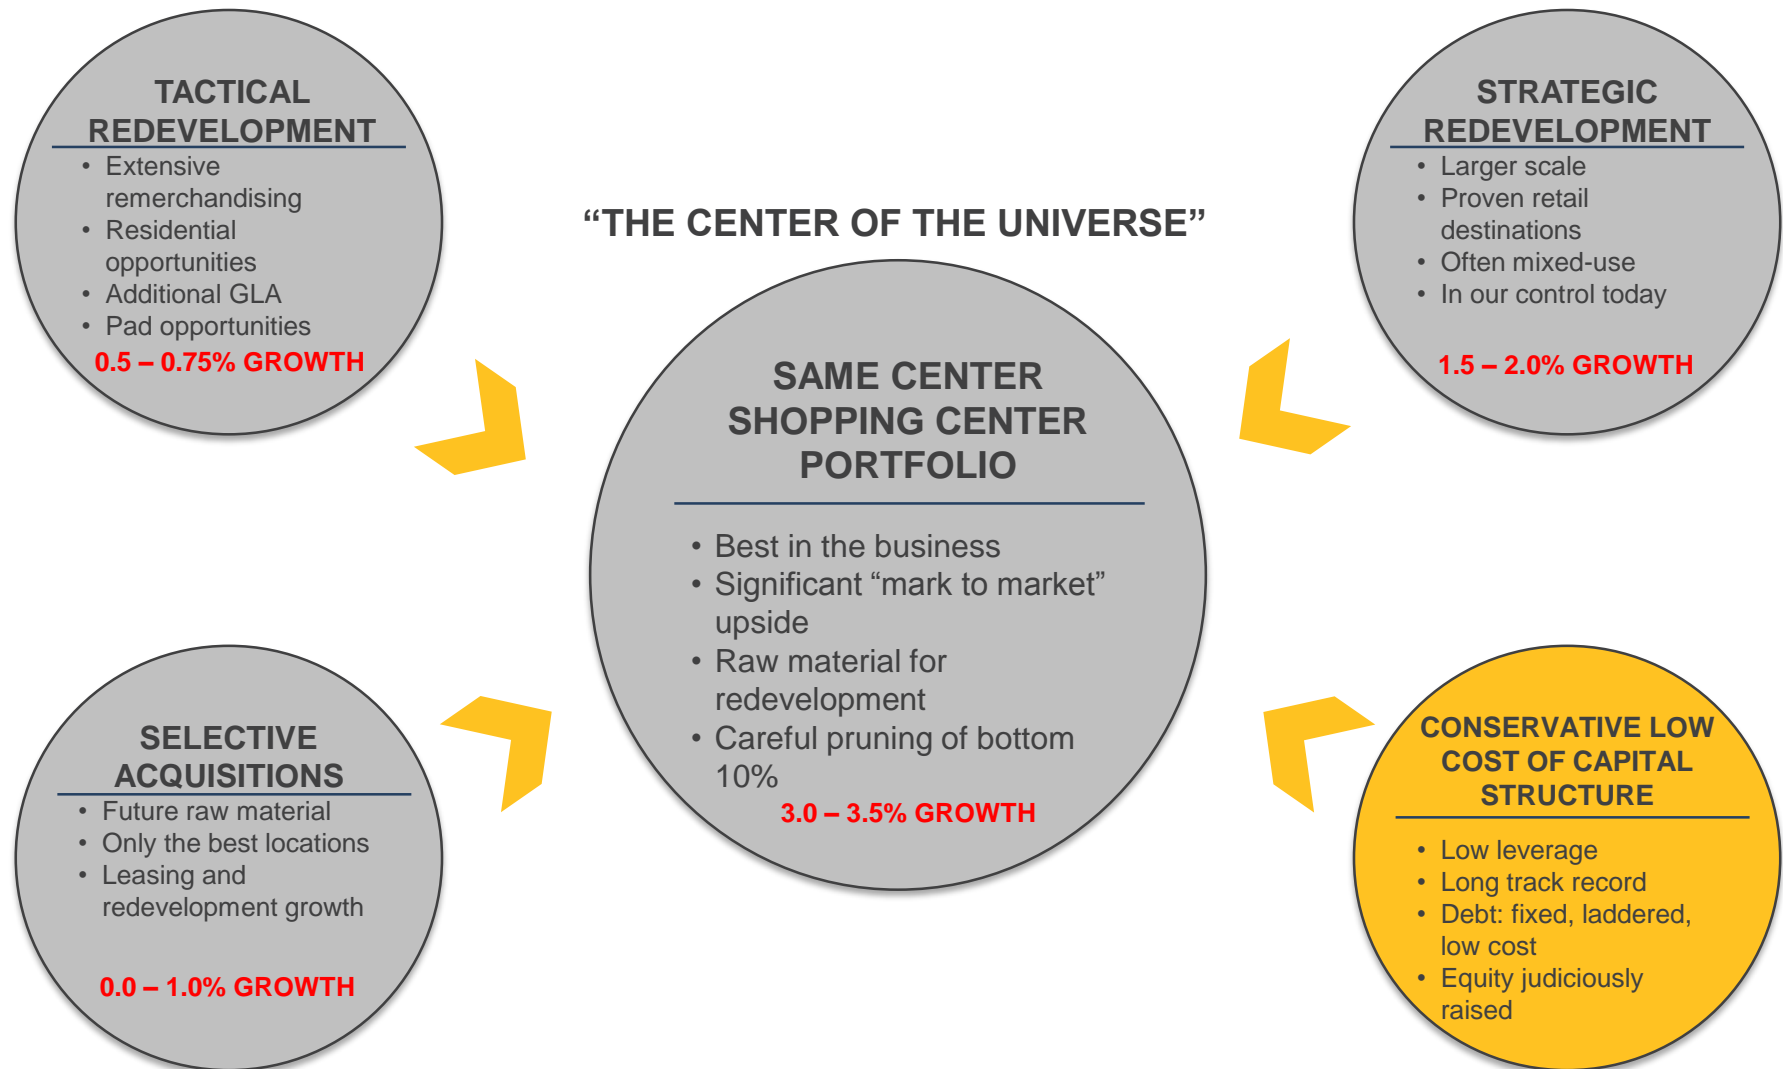 TACTICAL
REDEVELOPMENT
• Extensive
remerchandising
• Residential
opportunities
• Additional GLA
• Pad opportunities
0.5 – 0.75% GROWTH
STRATEGIC
REDEVELOPMENT
• Larger scale
• Proven retail
destinations
• Often mixed-use
• In our control today
1.5 – 2.0% GROWTH
“THE CENTER OF THE UNIVERSE”
SAME CENTER
SHOPPING CENTER
PORTFOLIO
• Best in the business
• Significant “mark to market”
upside
• Raw material for
redevelopment
• Careful pruning of bottom
10%
3.0 – 3.5% GROWTH
SELECTIVE
ACQUISITIONS
• Future raw material
• Only the best locations
• Leasing and
redevelopment growth
0.0 – 1.0% GROWTH
CONSERVATIVE LOW
COST OF CAPITAL
STRUCTURE
• Low leverage
• Long track record
• Debt: fixed, laddered,
low cost
• Equity judiciously
raised